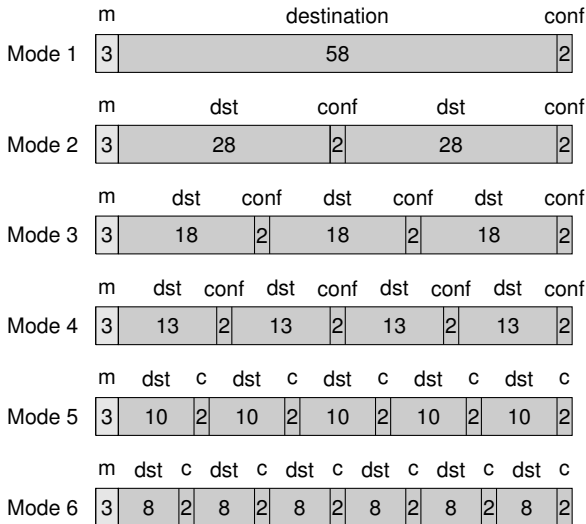 m destination conf
Mode 1 3 58 2
m dst conf dst conf
Mode 2 3 28 2 28 2
m dst conf dst conf dst conf
Mode 3 3 18 2 18 2 18 2
m dst conf dst conf dst conf dst conf
Mode 4 3 13 2 13 2 13 2 13 2
m dst c dst c dst c dst c dst c
Mode 5 3 10 2 10 2 10 2 10 2 10 2
m dst c dst c dst c dst c dst c dst c
Mode 6 3 8 2 8 2 8 2 8 2 8 2 8 2